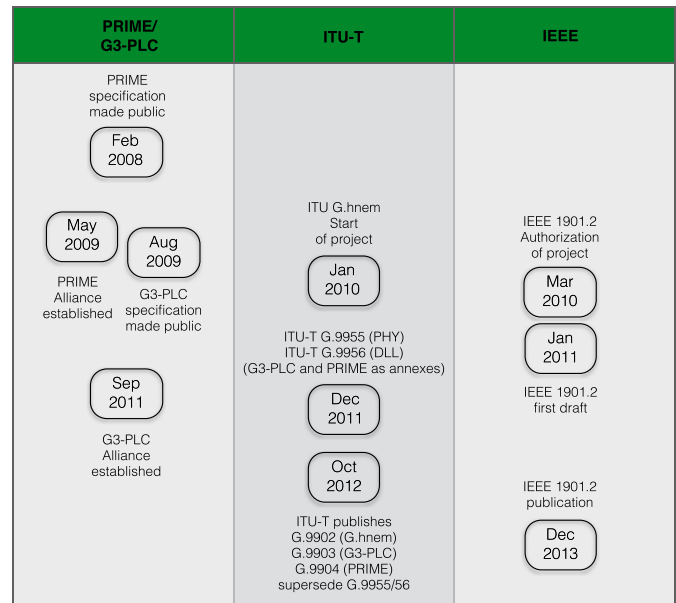 PRIME/
G3-PLC
ITU-T
IEEE
PRIME
specification
made public
Feb
2008
May
2009
PRIME
Alliance
established
Aug
2009
G3-PLC
specification
made public
Sep
2011
G3-PLC
Alliance
established
ITU G.hnem
Start
of project
Jan
2010
ITU-T G.9955 (PHY)
ITU-T G.9956 (DLL)
(G3-PLC and PRIME as annexes)
Dec
2011
Oct
2012
ITU-T publishes
G.9902 (G.hnem)
G.9903 (G3-PLC)
G.9904 (PRIME)
supersede G.9955/56
IEEE 1901.2
Authorization
of project
Mar
2010
Jan
2011
IEEE 1901.2
first draft
IEEE 1901.2
publication
Dec
2013